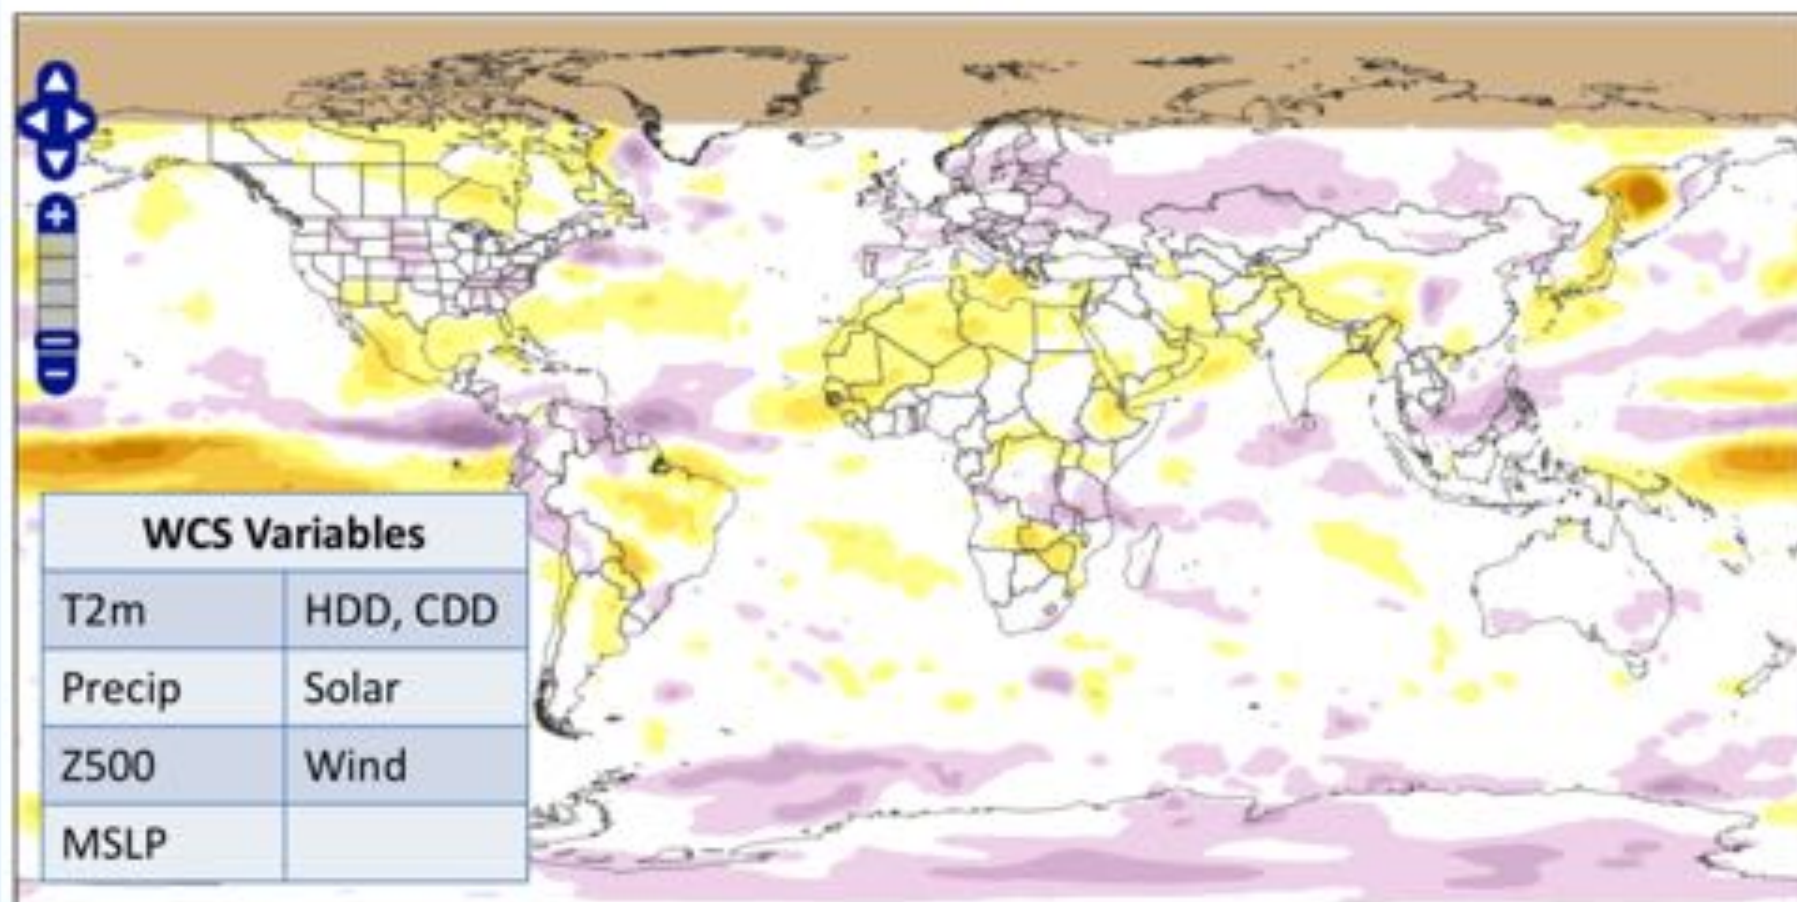 WCS Variables
T2m HDD, CDD
Precip Solar
Z500 Wind
MSLP